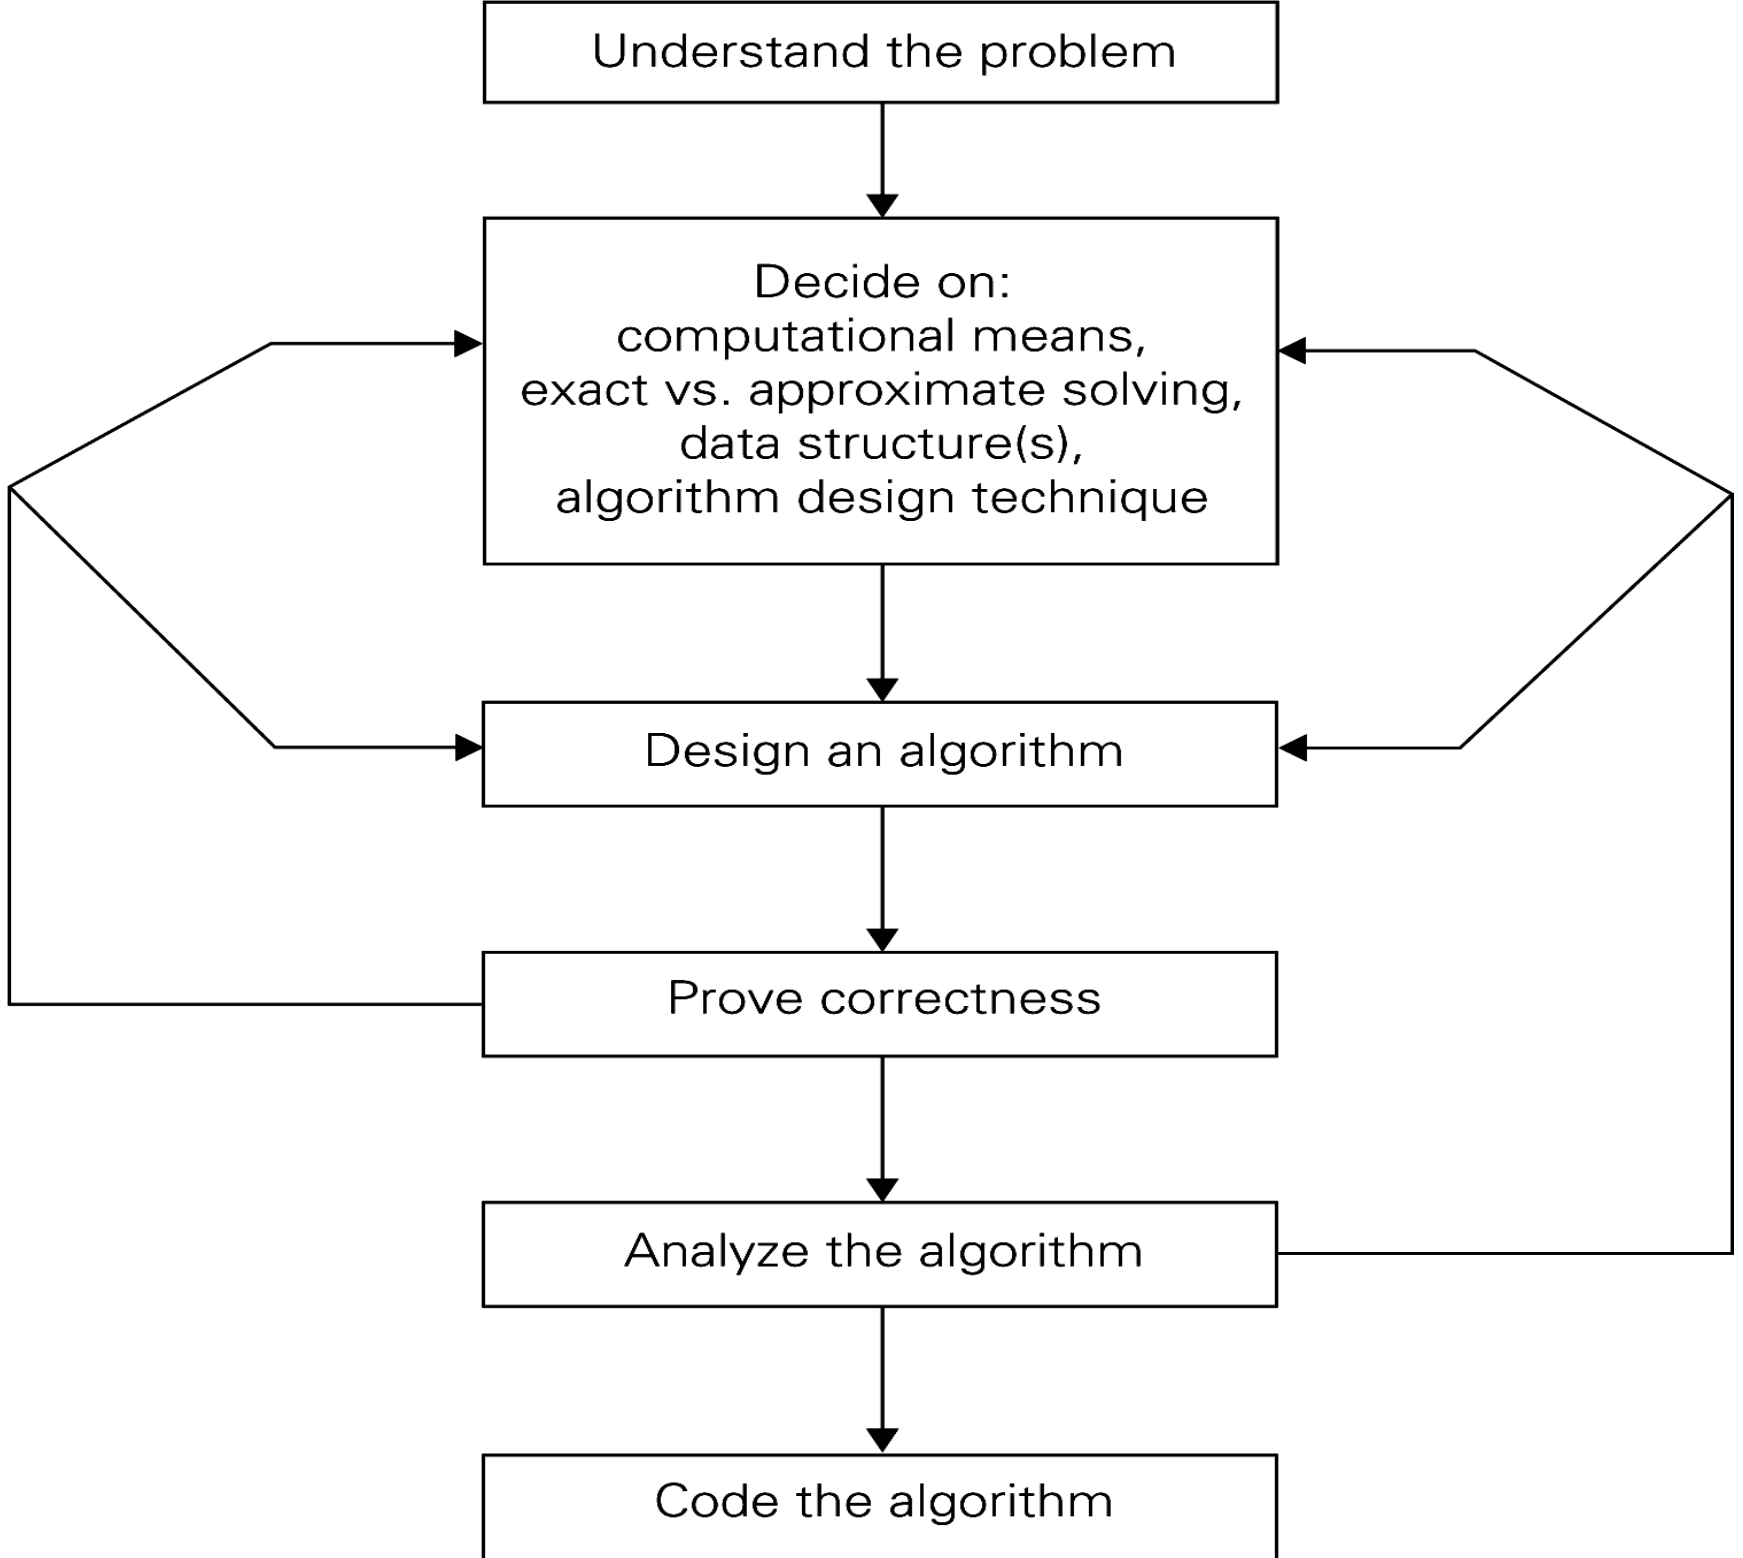 Understand the problem
Decide on:
computational means,
exact vs. approximate solving,
data structure(s),
algorithm design technique
Design an algorithm
Prove correctness
Analyze the algorithm
Code the algorithm